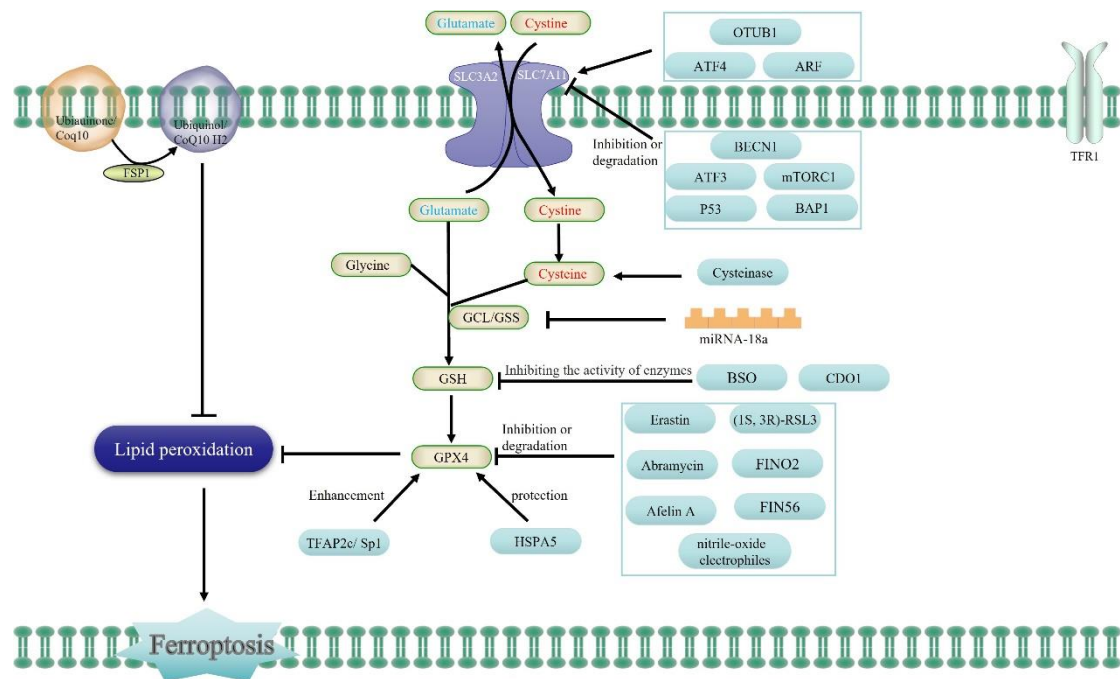 Glutamate
Cystine
SLC3A2
SLC7A11
OTUB1
ATF4
ARF
Ubiauinone/
Coq10
Ubiqumol/
CoQ10 H2
FSP1
TFR1
Inhibition or
degradation
BECN1
ATF3
mTORC1
P53
BAP1
Glutamate
Cystine
Glycine
Cysteine
Cysteinase
GCL/GSS
miRNA-18a
GSH
Inhibiting the activity of enzymes
BSO
CDO1
Lipid peroxidation
GPX4
Inhibition or
degradation
Erastin
(1S, 3R)-RSL3
Abramycin
FINO2
Afelin A
FIN56
nitrile-oxide
electrophiles
Enhancement
protection
TFAP2c/ Sp1
HSPA5
Ferroptosis